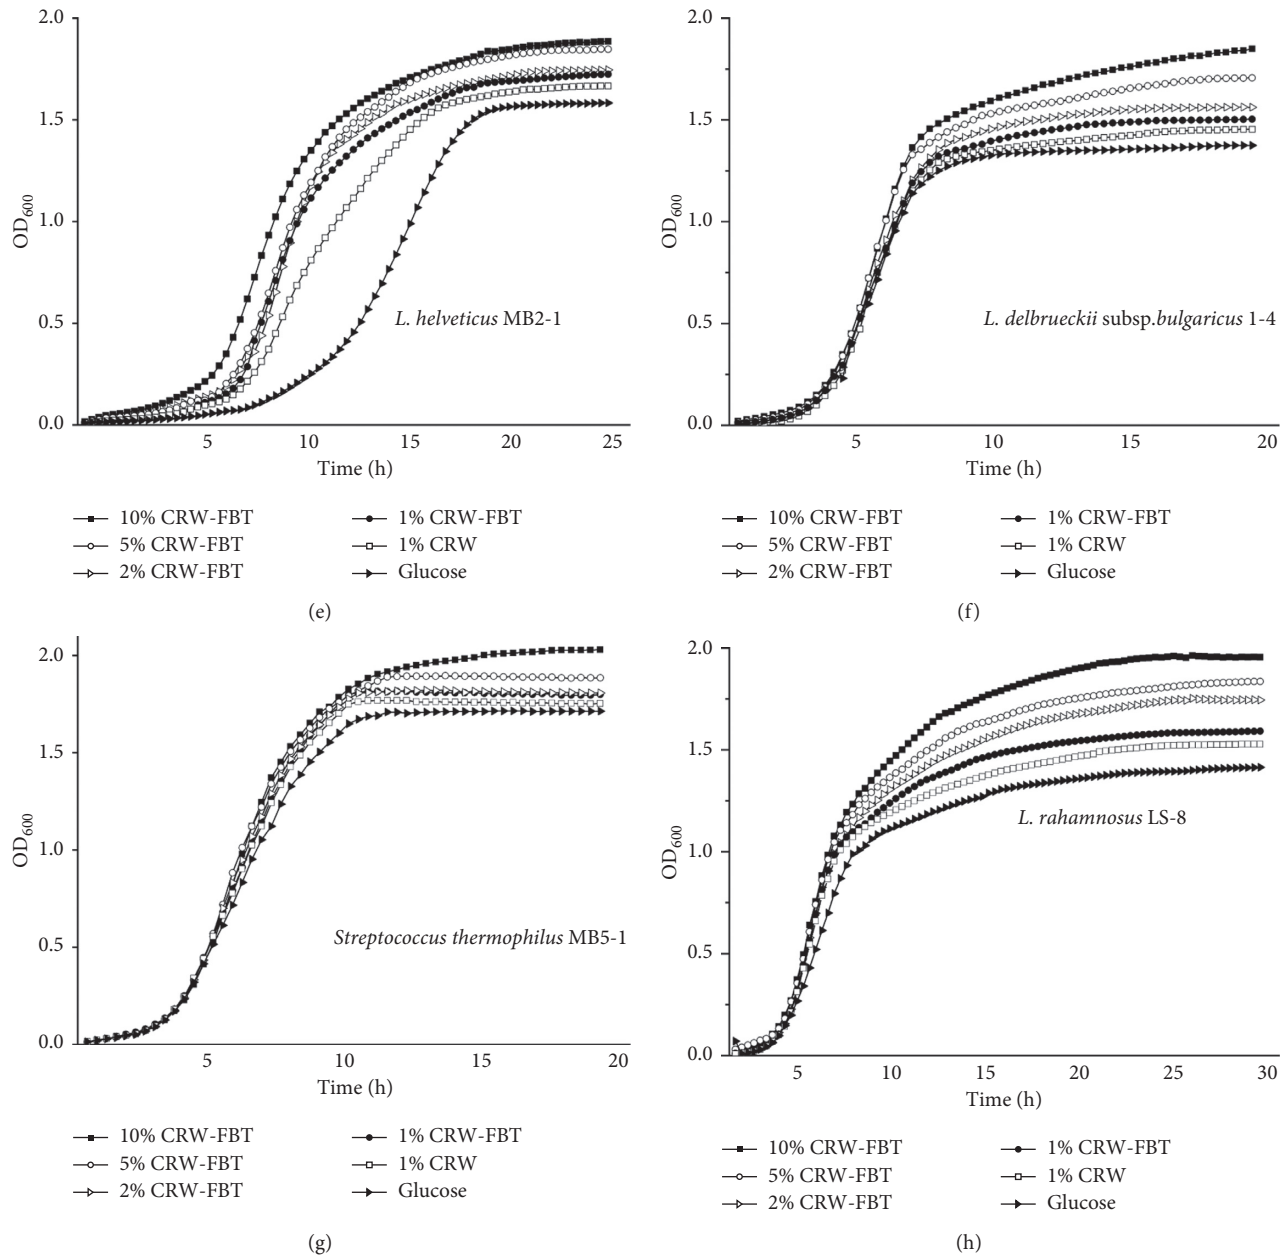 2.0
1.5
1.0
0.5
0.0
OD600
L. helveticus MB2-1
5 10 15 20 25
Time (h)
10% CRW-FBT 1% CRW-FBT
5% CRW-FBT 1% CRW
2% CRW-FBT Glucose
(e)
2.0
1.5
1.0
0.5
0.0
OD600
L. delbrueckii subsp.bulgaricus 1-4
5 10 15 20
Time (h)
10% CRW-FBT 1% CRW-FBT
5% CRW-FBT 1% CRW
2% CRW-FBT Glucose
(f)
2.0
1.5
1.0
0.5
0.0
OD600
Streptococcus thermophilus MB5-1
5 10 15 20
Time (h)
10% CRW-FBT 1% CRW-FBT
5% CRW-FBT 1% CRW
2% CRW-FBT Glucose
(g)
2.0
1.5
1.0
0.5
0.0
OD600
L. rahamnosus LS-8
5 10 15 20 25 30
Time (h)
10% CRW-FBT 1% CRW-FBT
5% CRW-FBT 1% CRW
2% CRW-FBT Glucose
(h)